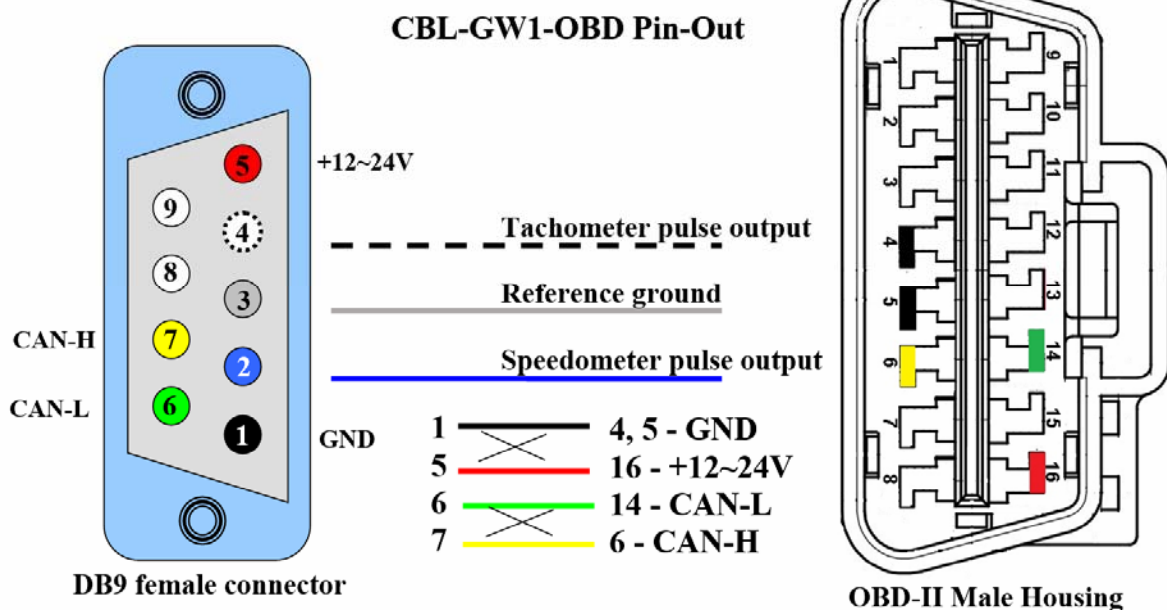 CBL-GW1-OBD Pin-Out
5
+12~24V
9
4
Tachometer pulse output
8
3
Reference ground
CAN-H
7
2
Speedometer pulse output
CAN-L
6
1
GND
1
4, 5 - GND
5
16 - +12~24V
6
14 - CAN-L
7
6 - CAN-H
DB9 female connector
1
9
2
10
3
11
4
12
5
13
6
14
7
15
8
16
OBD-II Male Housing